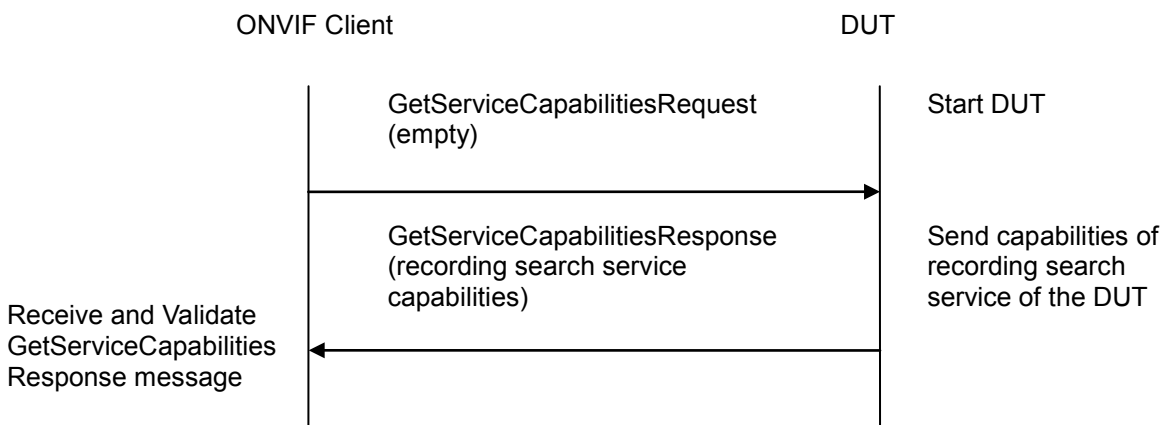 ONVIF Client
DUT
GetServiceCapabilitiesRequest
(empty)
Start DUT
GetServiceCapabilitiesResponse
(recording search service
capabilities)
Send capabilities of
recording search
service of the DUT
Receive and Validate
GetServiceCapabilities
Response message